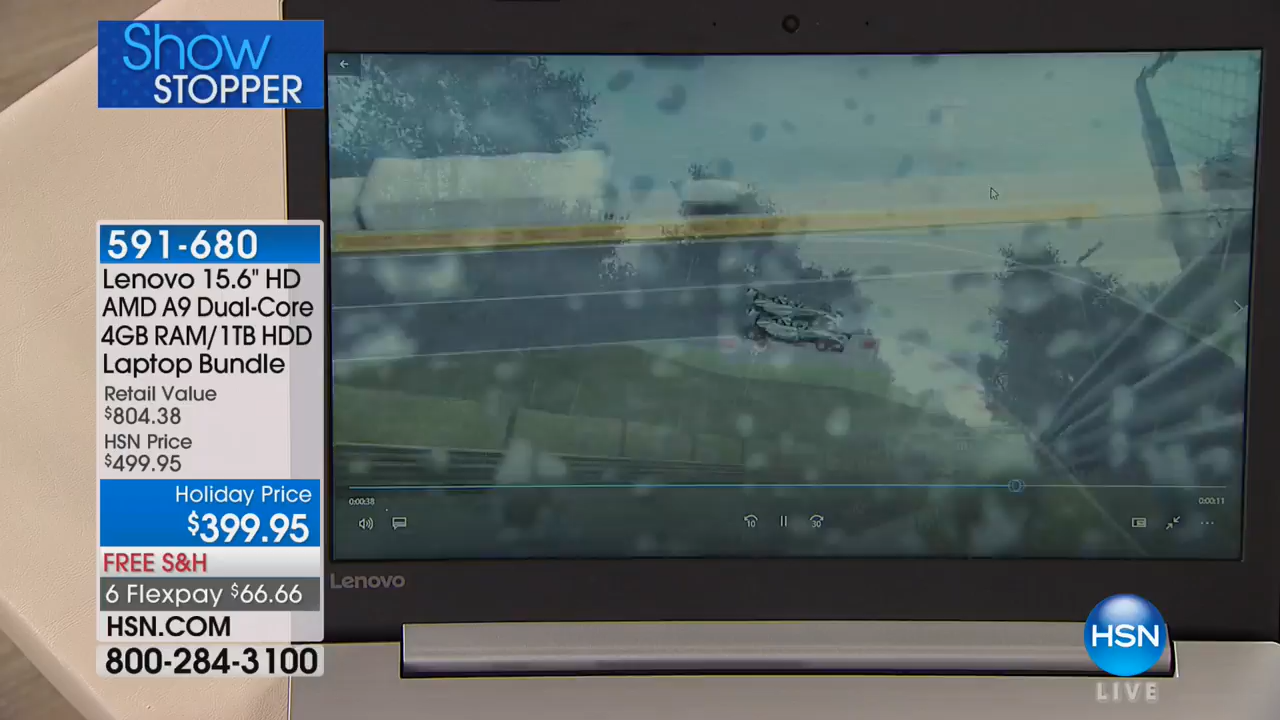 Show
STOPPER
591-680
Lenovo 15.6" HD
AMD A9 Dual-Core
4GB RAM/1TB HDD
Laptop Bundle
Retail Value
$804.38
HSN Price
$499.95
Holiday Price
$399.95
FREE S&H
6 Flexpay $66.66
HSN.COM
800-284-3100
0:00:38
0:00:11
10
30
Lenovo
HSN
LIVE